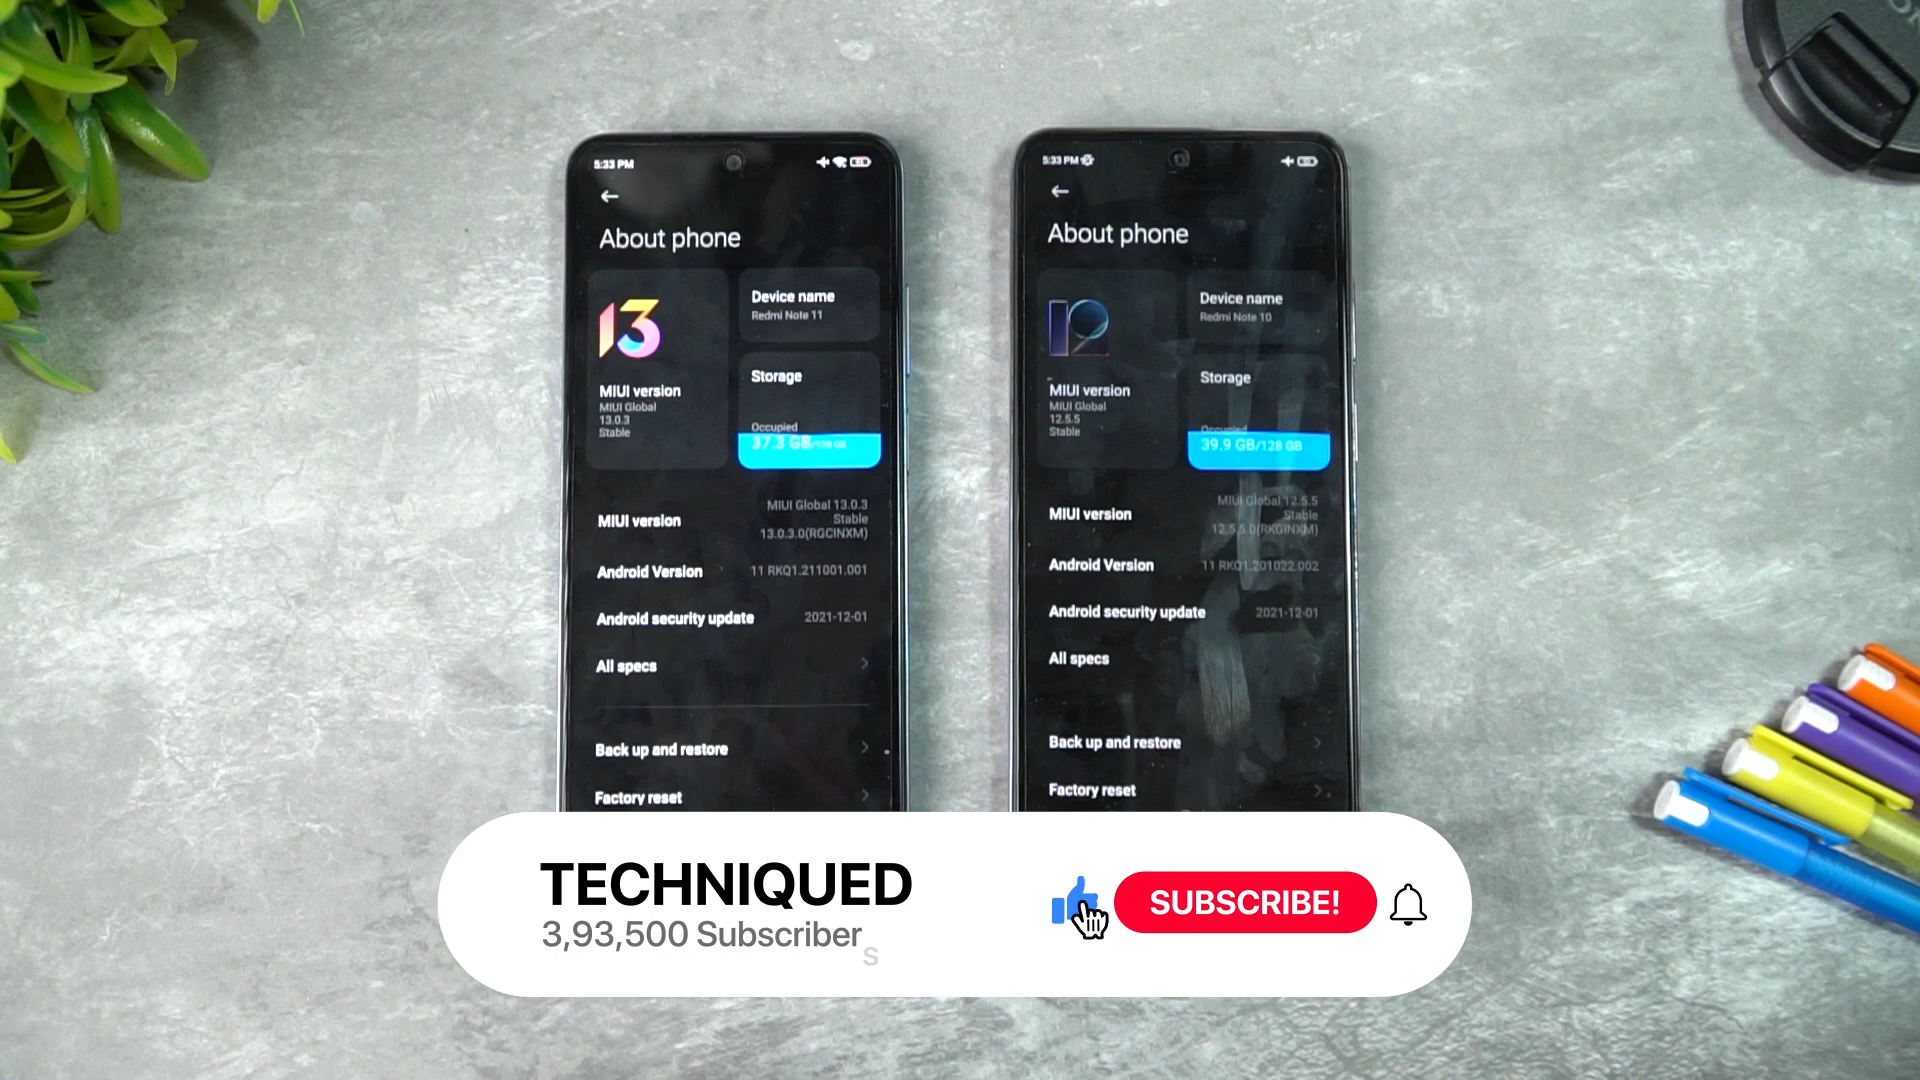 5:33 PM
About phone
13
Device name
Redmi Note 11
MIUI version
MIUI Global
13.0.3
Stable
Storage
Occupied
37.3 GB/128 GB
MIUI version
MIUI Global 13.0.3
Stable
13.0.3.0(RGCINXM)
Android Version
11 RKQ1.211001.001
Android security update
2021-12-01
All specs
Back up and restore
Factory reset
5:33 PM
About phone
12
Device name
Redmi Note 10
MIUI version
MIUI Global
12.5.5
Stable
Storage
Occupied
39.9 GB/128 GB
MIUI version
MIUI Global 12.5.5
Stable
12.5.5.0(RKGINXM)
Android Version
11 RKQ1.201022.002
Android security update
2021-12-01
All specs
Back up and restore
Factory reset
TECHNIQUED
3,93,500 Subscribers
SUBSCRIBE!